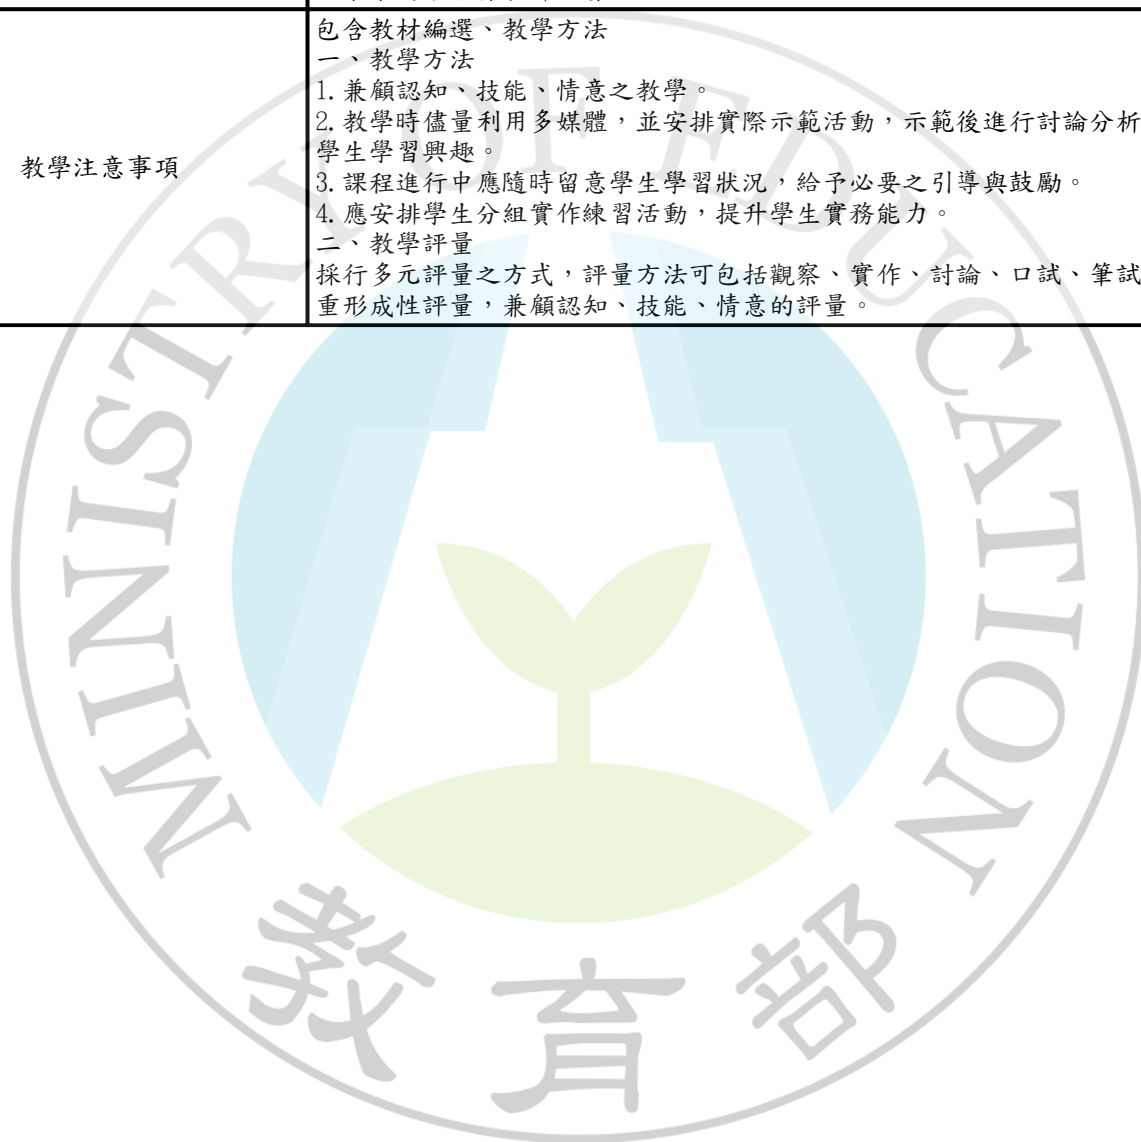 包含教材編選、教學方法
一、教學方法
1.兼顧認知、技能、情意之教學。
2.教學時儘量利用多媒體，並安排實際示範活動，示範後進行討論分析
學生學習興趣。
教學注意事項
3.課程進行中應隨時留意學生學習狀況，給予必要之引導與鼓勵。
4.應安排學生分組實作練習活動，提升學生實務能力。
二、教學評量
採行多元評量之方式，評量方法可包括觀察、實作、討論、口試、筆試
重形成性評量，兼顧認知、技能、情意的評量。
MINISTRY OF EDUCATION
教育部